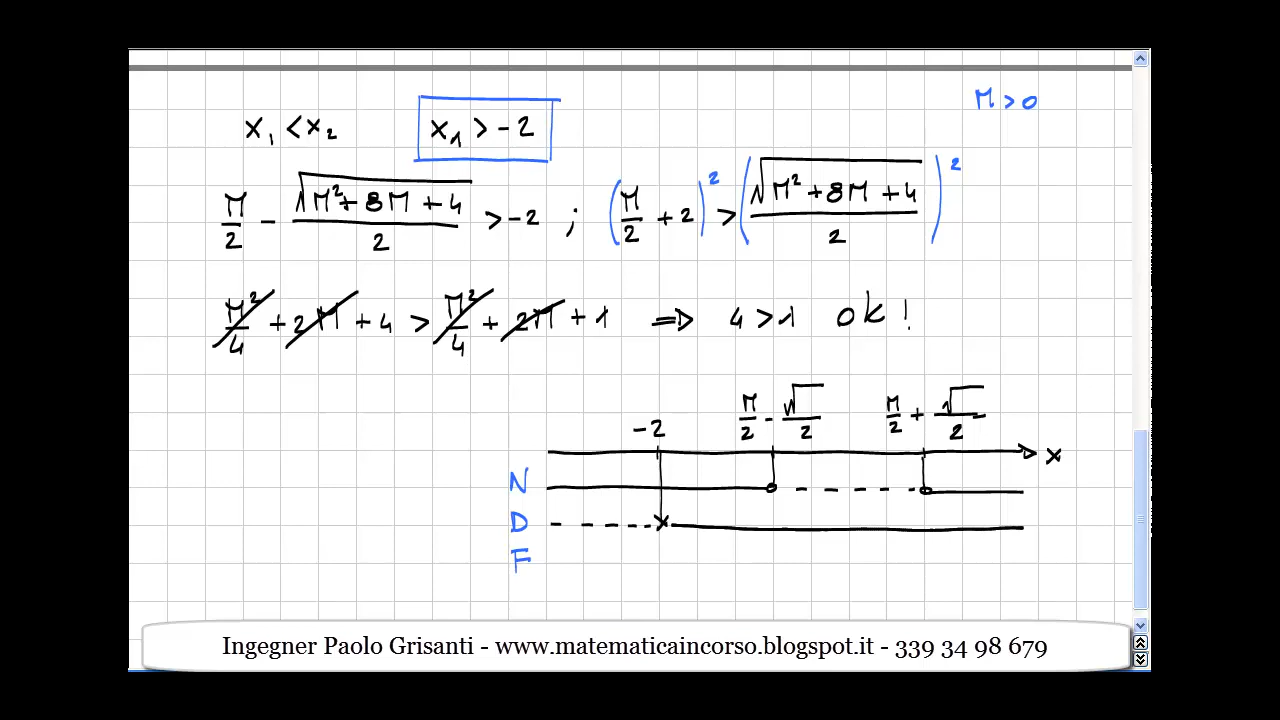 M > 0
x₁ < x₂   x₁ > -2
M/2 - √(M² + 8M + 4)/2 > -2 ; (M/2 + 2)² > (√(M² + 8M + 4)/2)²
M²/4 + 2M + 4 > M²/4 + 2M + 1 ⇒ 4 > 1 ok!
-2   M/2 - √/2   M/2 + √/2
x
N
D
F
Ingegner Paolo Grisanti - www.matematicaincorso.blogspot.it - 339 34 98 679